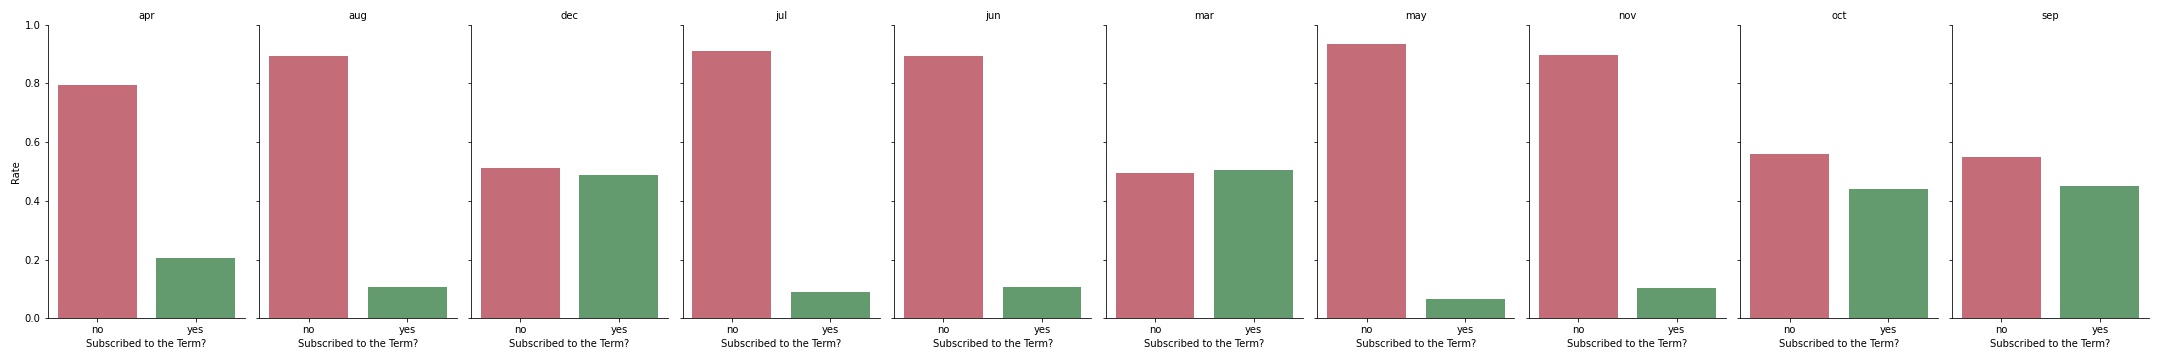 apr aug dec jul jun mar may nov oct sep
1.0
0.8
0.6
0.4
0.2
0.0
Rate
no yes no yes no yes no yes no yes no yes no yes no yes no yes no yes
Subscribed to the Term? Subscribed to the Term? Subscribed to the Term? Subscribed to the Term? Subscribed to the Term? Subscribed to the Term? Subscribed to the Term? Subscribed to the Term? Subscribed to the Term? Subscribed to the Term?